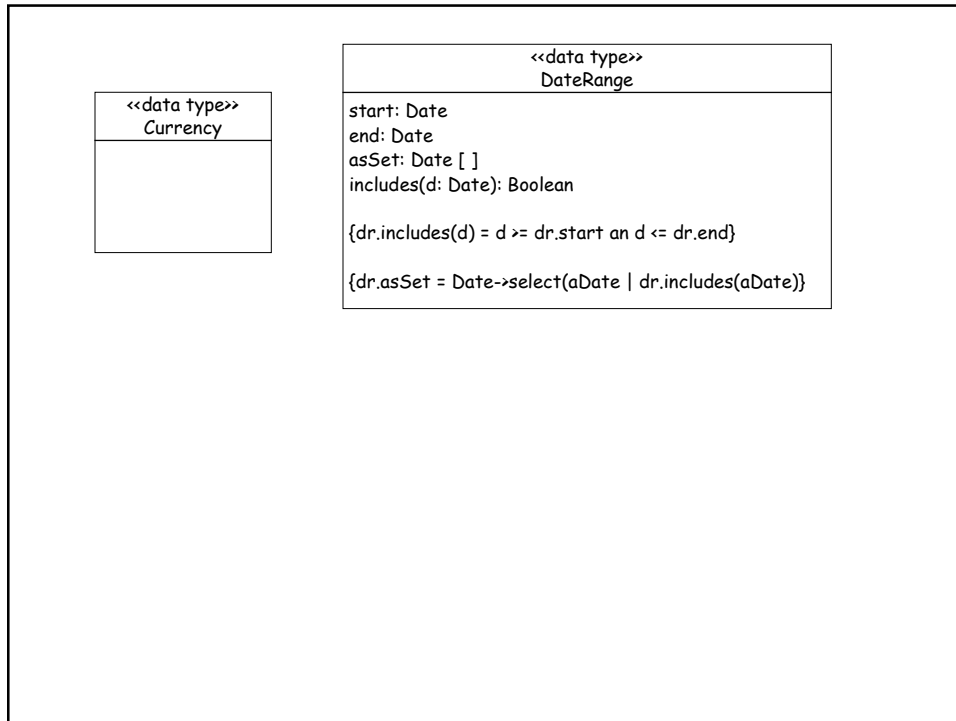 <<data type>>
Currency
<<data type>>
DateRange
start: Date
end: Date
asSet: Date [ ]
includes(d: Date): Boolean
{dr.includes(d) = d >= dr.start an d <= dr.end}
{dr.asSet = Date->select(aDate | dr.includes(aDate)}